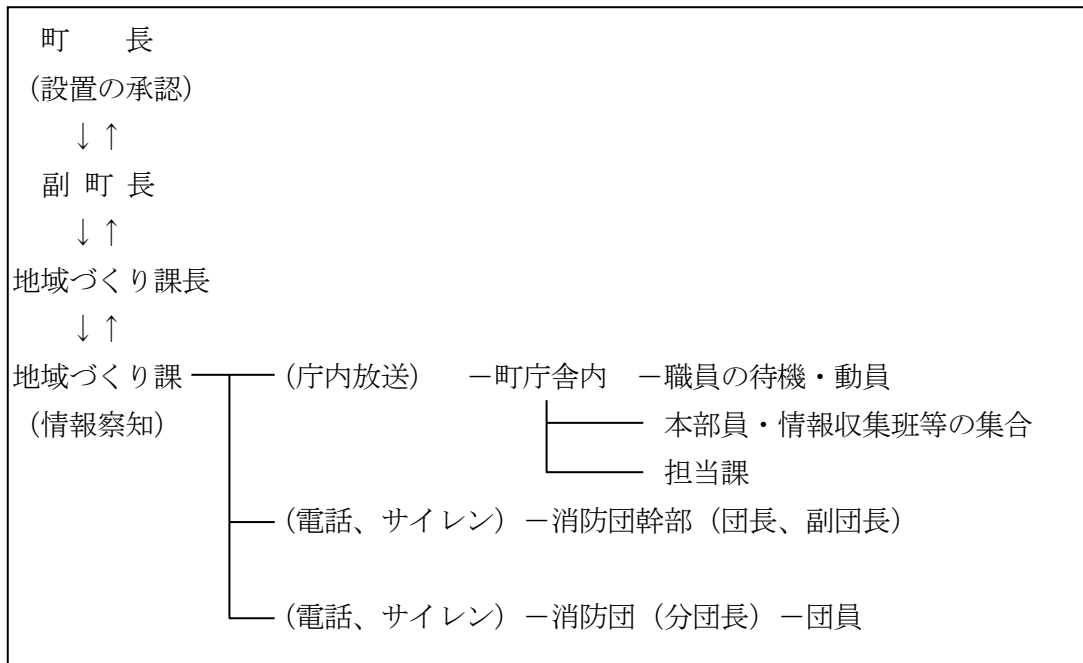 町　　長
（設置の承認）
↓↑
副 町 長
↓↑
地域づくり課長
↓↑
地域づくり課 （庁内放送） －町庁舎内 －職員の待機・動員
（情報察知） 本部員・情報収集班等の集合
担当課
（電話、サイレン）－消防団幹部（団長、副団長）
（電話、サイレン）－消防団（分団長）－団員